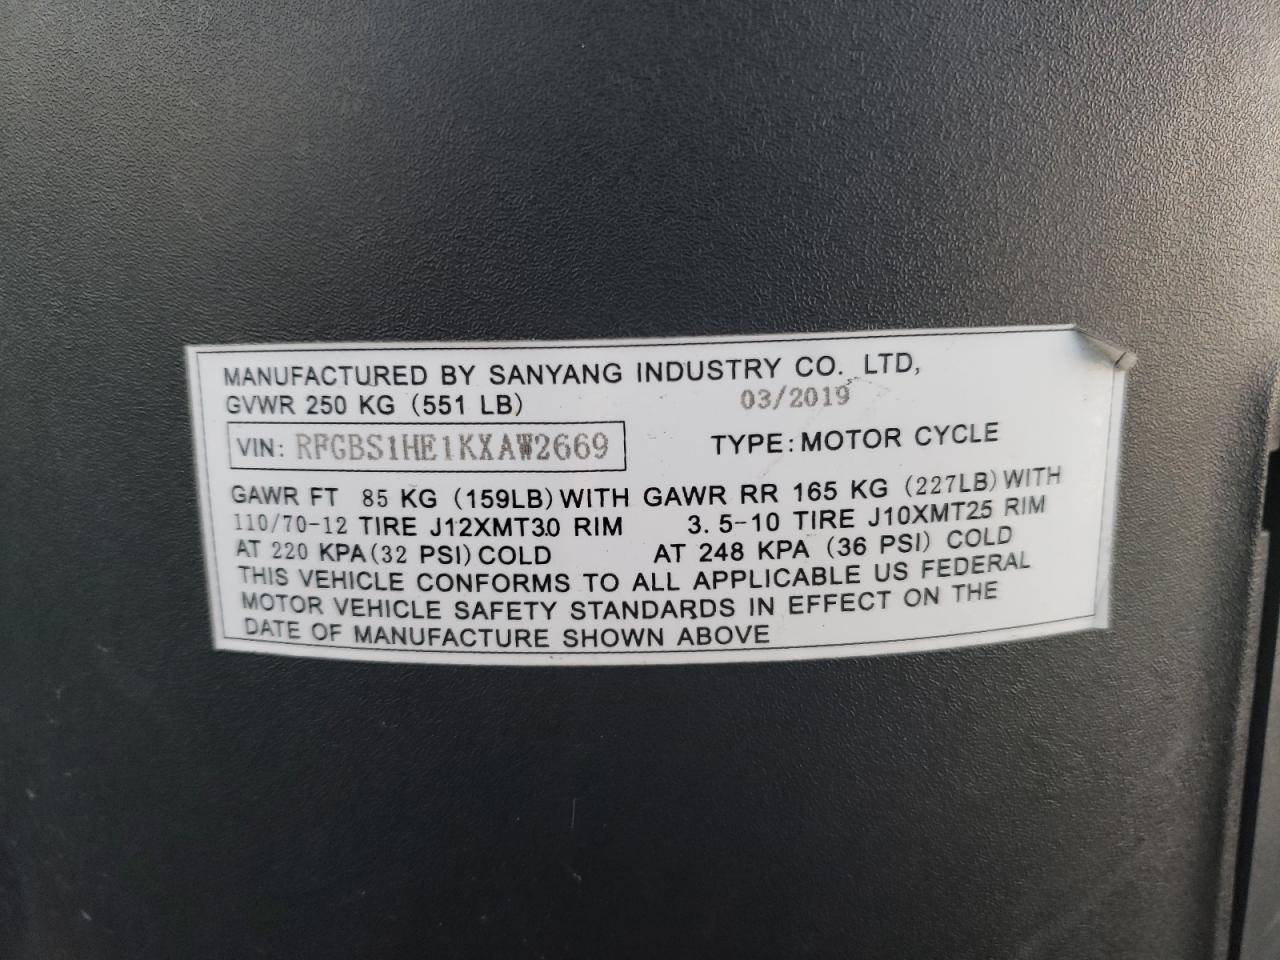 MANUFACTURED BY SANYANG INDUSTRY CO. LTD,
GVWR 250 KG (551 LB) 03/2019
VIN: RFGBS1HE1KXAW2669 TYPE: MOTOR CYCLE
GAWR FT 85 KG (159LB) WITH GAWR RR 165 KG (227LB) WITH
110/70-12 TIRE J12XMT3.0 RIM 3.5-10 TIRE J10XMT25 RIM
AT 220 KPA (32 PSI) COLD AT 248 KPA (36 PSI) COLD
THIS VEHICLE CONFORMS TO ALL APPLICABLE US FEDERAL
MOTOR VEHICLE SAFETY STANDARDS IN EFFECT ON THE
DATE OF MANUFACTURE SHOWN ABOVE